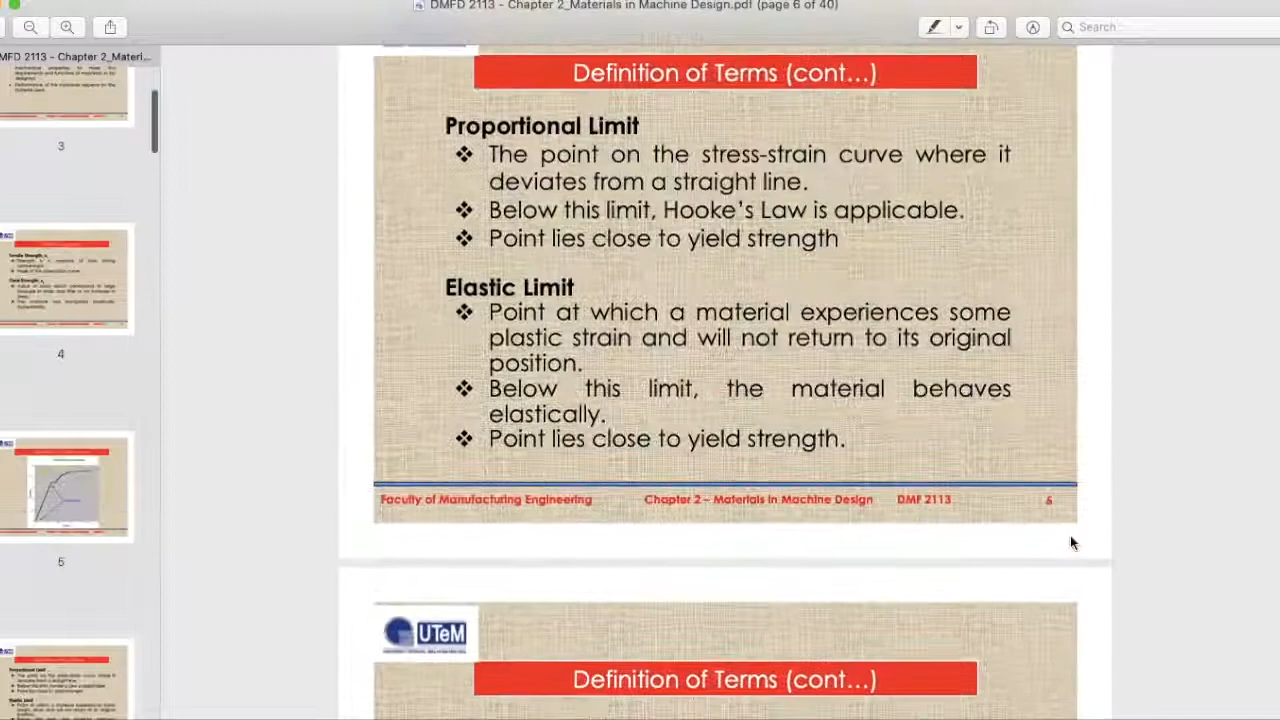 DMFD 2113 - Chapter 2_Materials in Machine Design.pdf (page 6 of 40)
Search
MFD 2113 - Chapter 2_Materi...
3
4
5
Definition of Terms (cont...)
Proportional Limit
❖ The point on the stress-strain curve where it
deviates from a straight line.
❖ Below this limit, Hooke's Law is applicable.
❖ Point lies close to yield strength
Elastic Limit
❖ Point at which a material experiences some
plastic strain and will not return to its original
position.
❖ Below this limit, the material behaves
elastically.
❖ Point lies close to yield strength.
Faculty of Manufacturing Engineering Chapter 2 – Materials in Machine Design DMF 2113
UTeM
Definition of Terms (cont...)